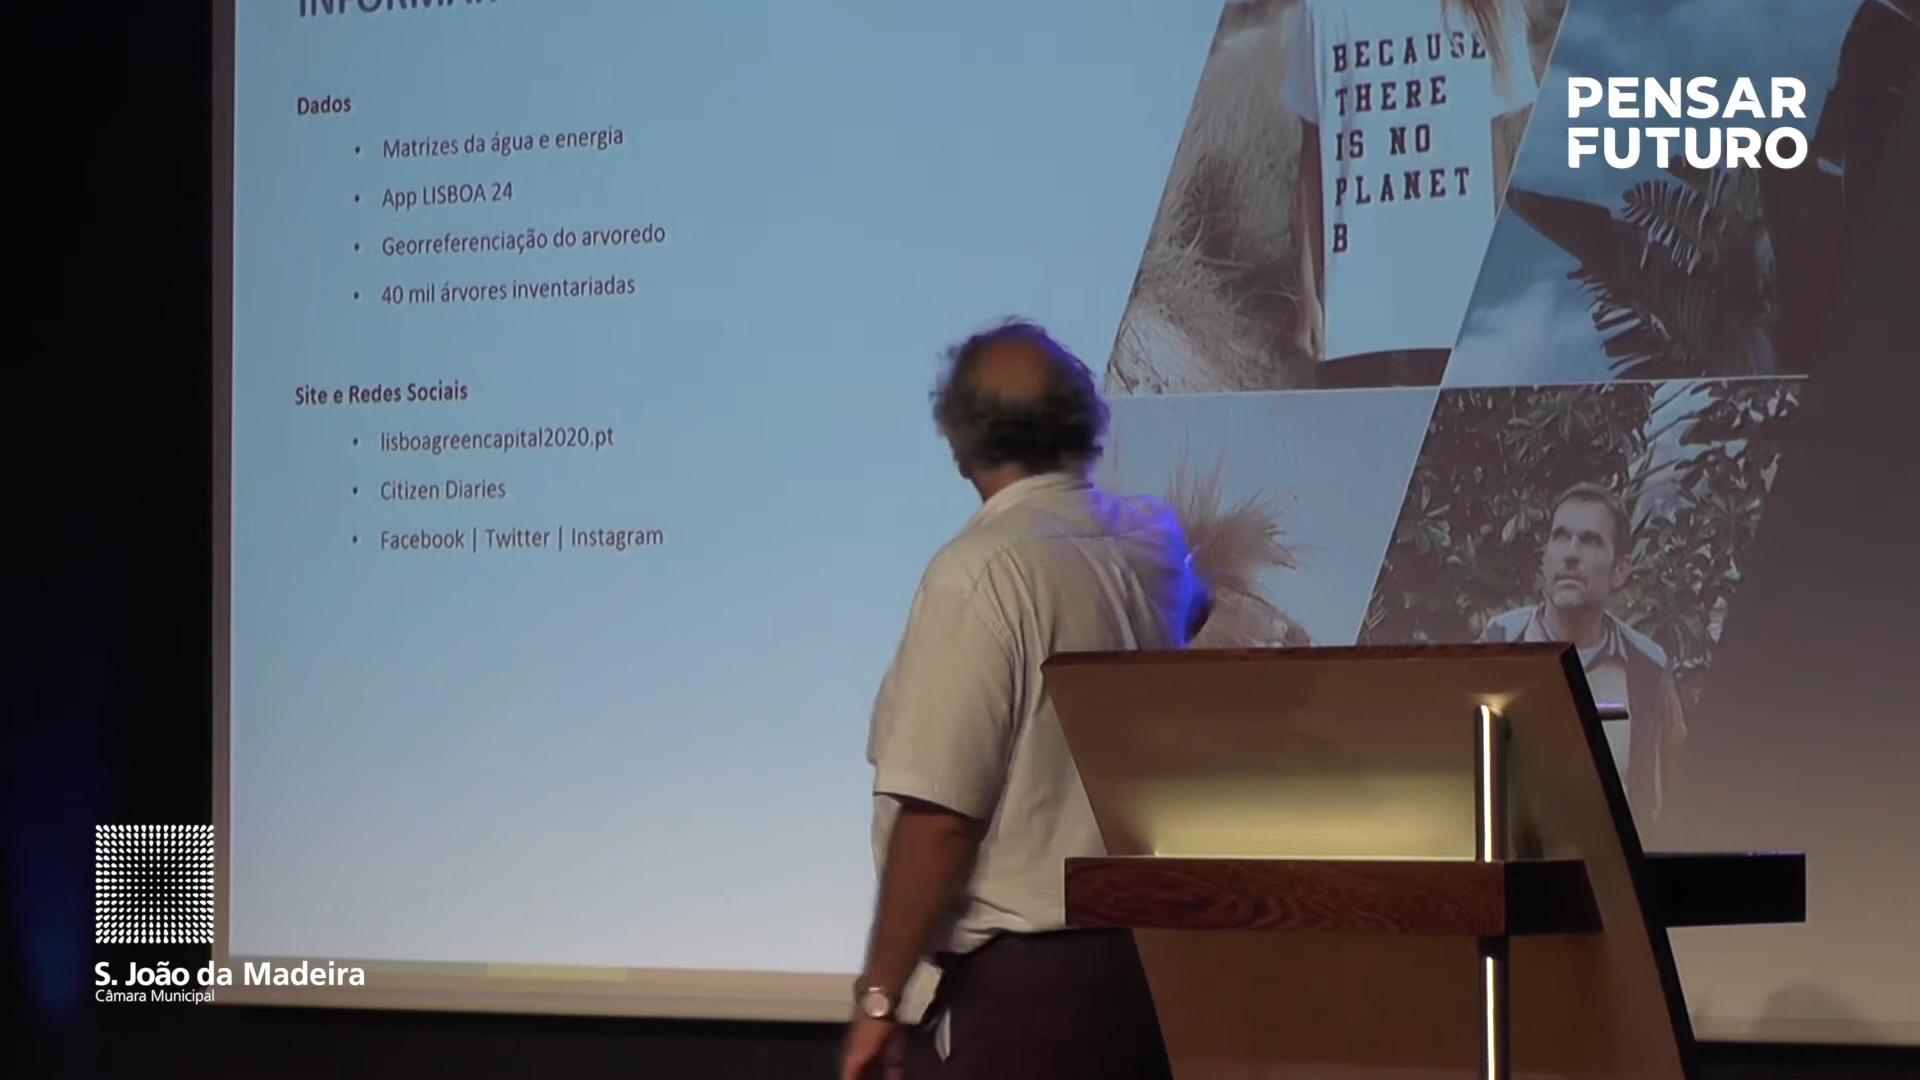 INFORMAR
Dados
• Matrizes da água e energia
• App LISBOA 24
• Georreferenciação do arvoredo
• 40 mil árvores inventariadas
Site e Redes Sociais
• lisboagreencapital2020.pt
• Citizen Diaries
• Facebook | Twitter | Instagram
BECAUSE
THERE
IS NO
PLANET
B
PENSAR
FUTURO
S. João da Madeira
Câmara Municipal